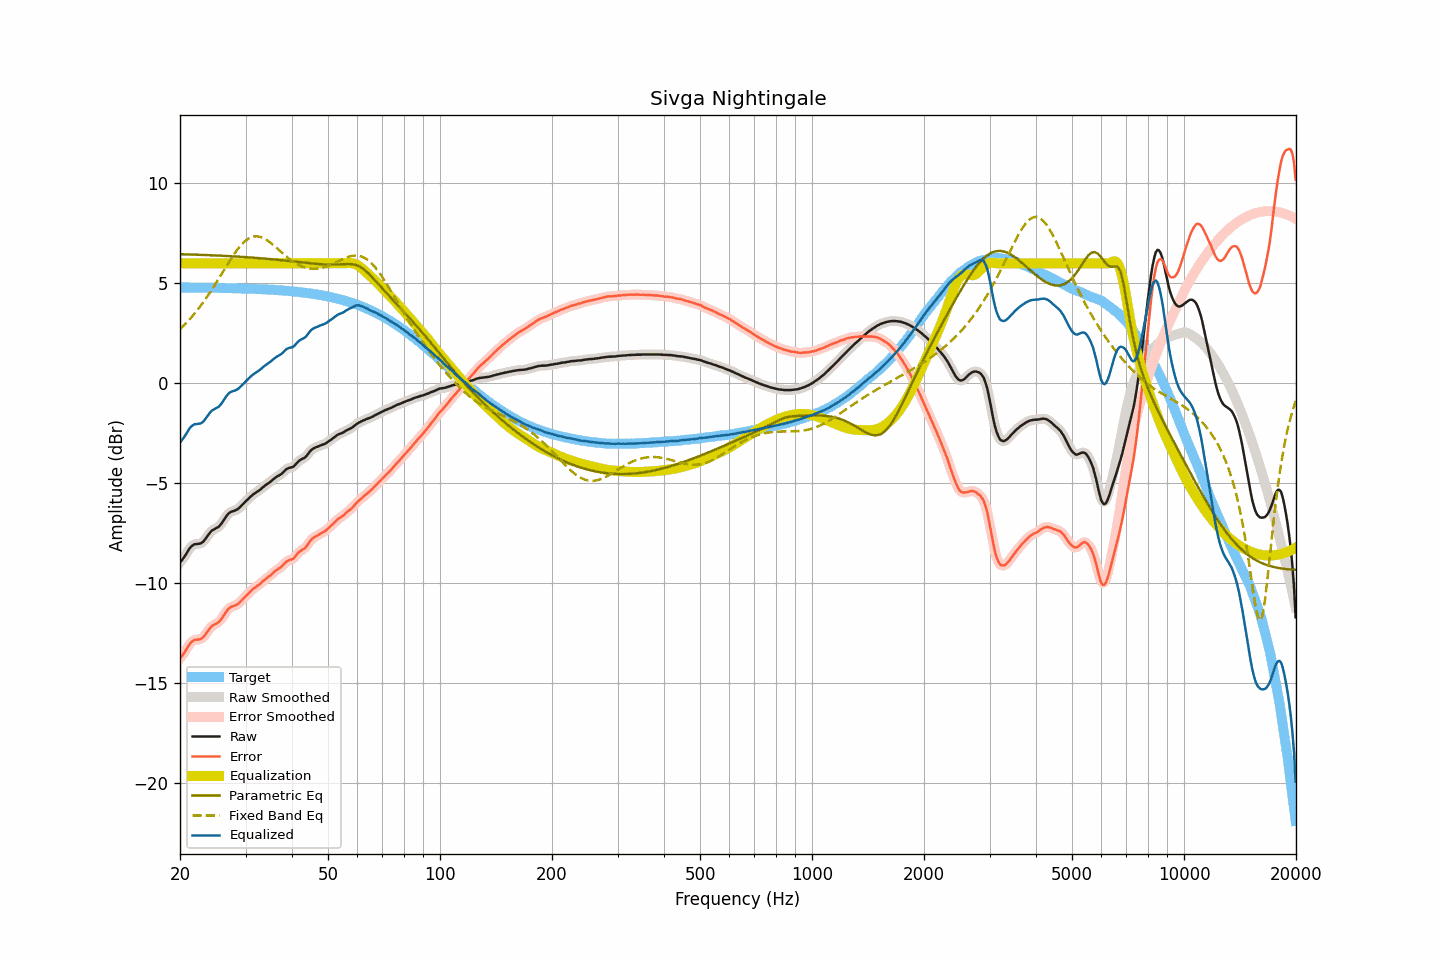 Sivga Nightingale
10
5
0
−5
−10
−15
−20
Amplitude (dBr)
Target
Raw Smoothed
Error Smoothed
Raw
Error
Equalization
Parametric Eq
Fixed Band Eq
Equalized
20 50 100 200 500 1000 2000 5000 10000 20000
Frequency (Hz)